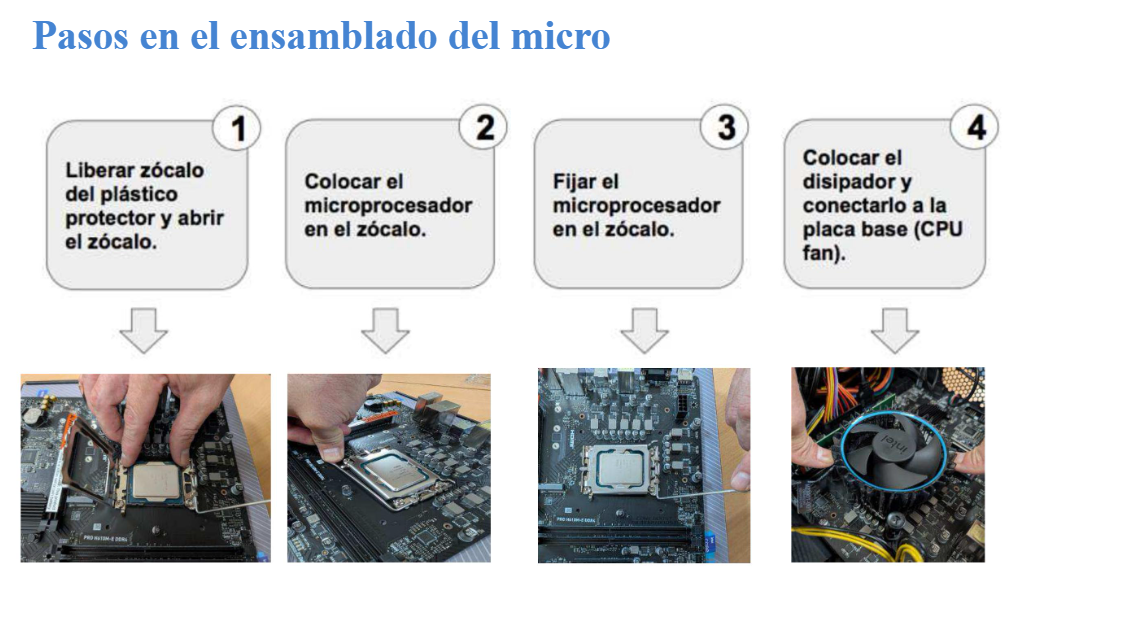 Pasos en el ensamblado del micro
1
Liberar zócalo
del plástico
protector y abrir
el zócalo.
2
Colocar el
microprocesador
en el zócalo.
3
Fijar el
microprocesador
en el zócalo.
4
Colocar el
disipador y
conectarlo a la
placa base (CPU
fan).
intel